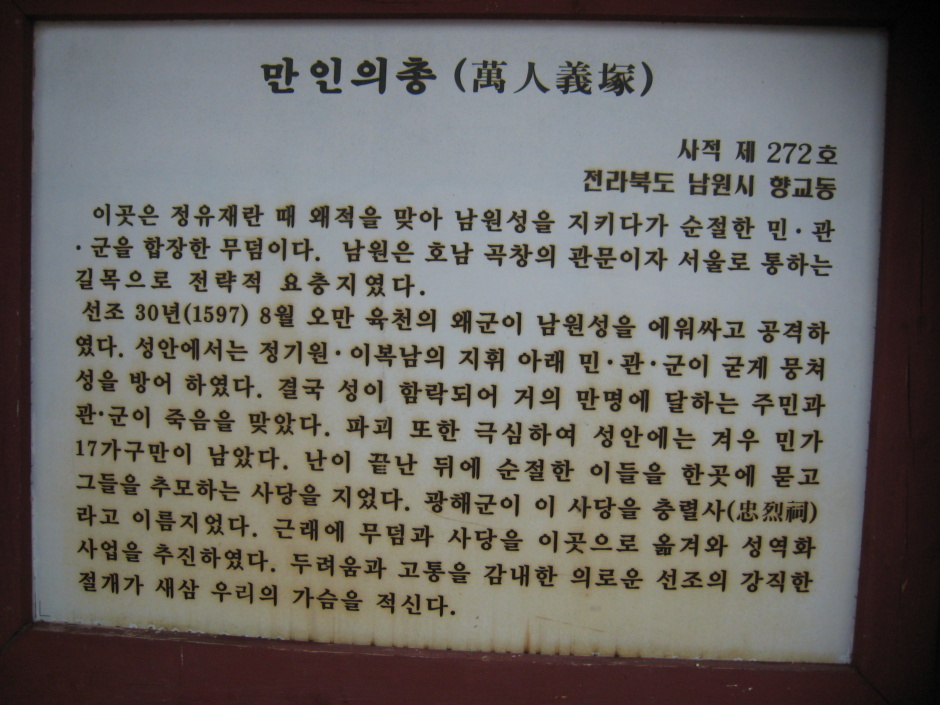 만인의총 (萬人義塚)
사적 제 272호
전라북도 남원시 향교동
이곳은 정유재란 때 왜적을 맞아 남원성을 지키다가 순절한 민·관
·군을 합장한 무덤이다. 남원은 호남 곡창의 관문이자 서울로 통하는
길목으로 전략적 요충지였다.
선조 30년(1597) 8월 오만 육천의 왜군이 남원성을 에워싸고 공격하
였다. 성안에서는 정기원·이복남의 지휘 아래 민·관·군이 굳게 뭉쳐
성을 방어 하였다. 결국 성이 함락되어 거의 만명에 달하는 주민과
관·군이 죽음을 맞았다. 파괴 또한 극심하여 성안에는 겨우 민가
17가구만이 남았다. 난이 끝난 뒤에 순절한 이들을 한곳에 묻고
그들을 추모하는 사당을 지었다. 광해군이 이 사당을 충렬사(忠烈祠)
라고 이름지었다. 근래에 무덤과 사당을 이곳으로 옮겨와 성역화
사업을 추진하였다. 두려움과 고통을 감내한 의로운 선조의 강직한
절개가 새삼 우리의 가슴을 적신다.